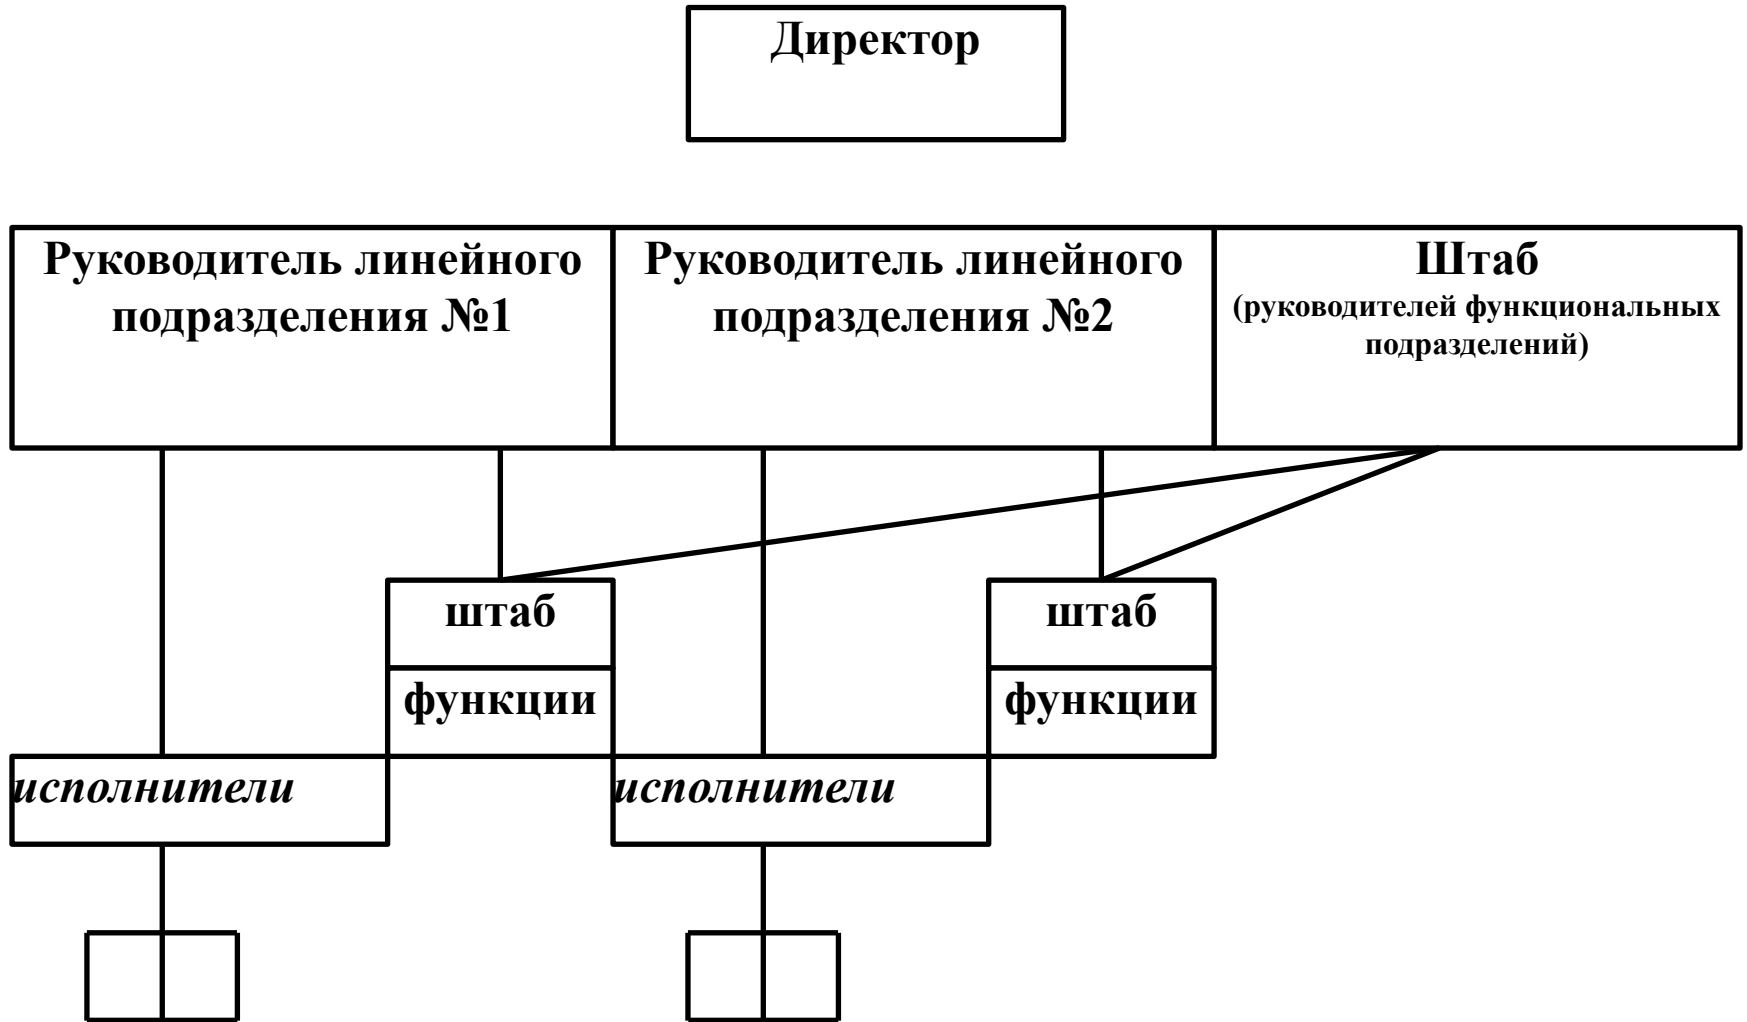 Директор
Руководитель линейного
подразделения №1
Руководитель линейного
подразделения №2
Штаб
(руководителей функциональных
подразделений)
штаб
функции
штаб
функции
исполнители
исполнители